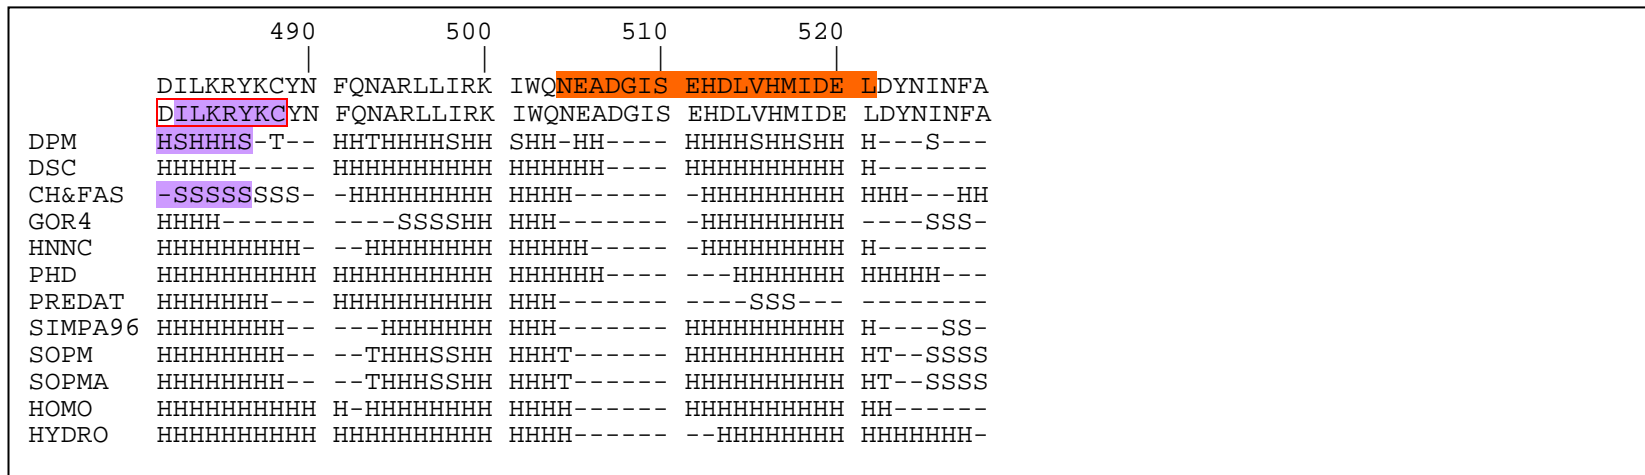 490 500 510 520
| | | |
DILKRYKCYN FQNARLLIRK IWQNEADGIS EHDLVHMIDE LDYNINFA
DILKRYKCYN FQNARLLIRK IWQNEADGIS EHDLVHMIDE LDYNINFA
DPM HSHHHS-T-- HHTHHHHSHH SHH-HH---- HHHHSHHSHH H---S---
DSC HHHHH----- HHHHHHHHHH HHHHHH---- HHHHHHHHHH H-------
CH&FAS -SSSSSSSS- -HHHHHHHHH HHHH------ -HHHHHHHHH HHH---HH
GOR4 HHHH------ ----SSSSHH HHH------- -HHHHHHHHH ----SSS-
HNNC HHHHHHHHH- --HHHHHHHH HHHHH----- -HHHHHHHHH H-------
PHD HHHHHHHHHH HHHHHHHHHH HHHHHH---- ---HHHHHHH HHHHH---
PREDAT HHHHHHH--- HHHHHHHHHH HHH------- ----SSS--- --------
SIMPA96 HHHHHHHH-- ---HHHHHHH HHH------- HHHHHHHHHH H----SS-
SOPM HHHHHHHH-- --THHHSSHH HHHT------ HHHHHHHHHH HT--SSSS
SOPMA HHHHHHHH-- --THHHSSHH HHHT------ HHHHHHHHHH HT--SSSS
HOMO HHHHHHHHHH H-HHHHHHHH HHHH------ HHHHHHHHHH HH------
HYDRO HHHHHHHHHH HHHHHHHHHH HHHH------ --HHHHHHHH HHHHHHH-